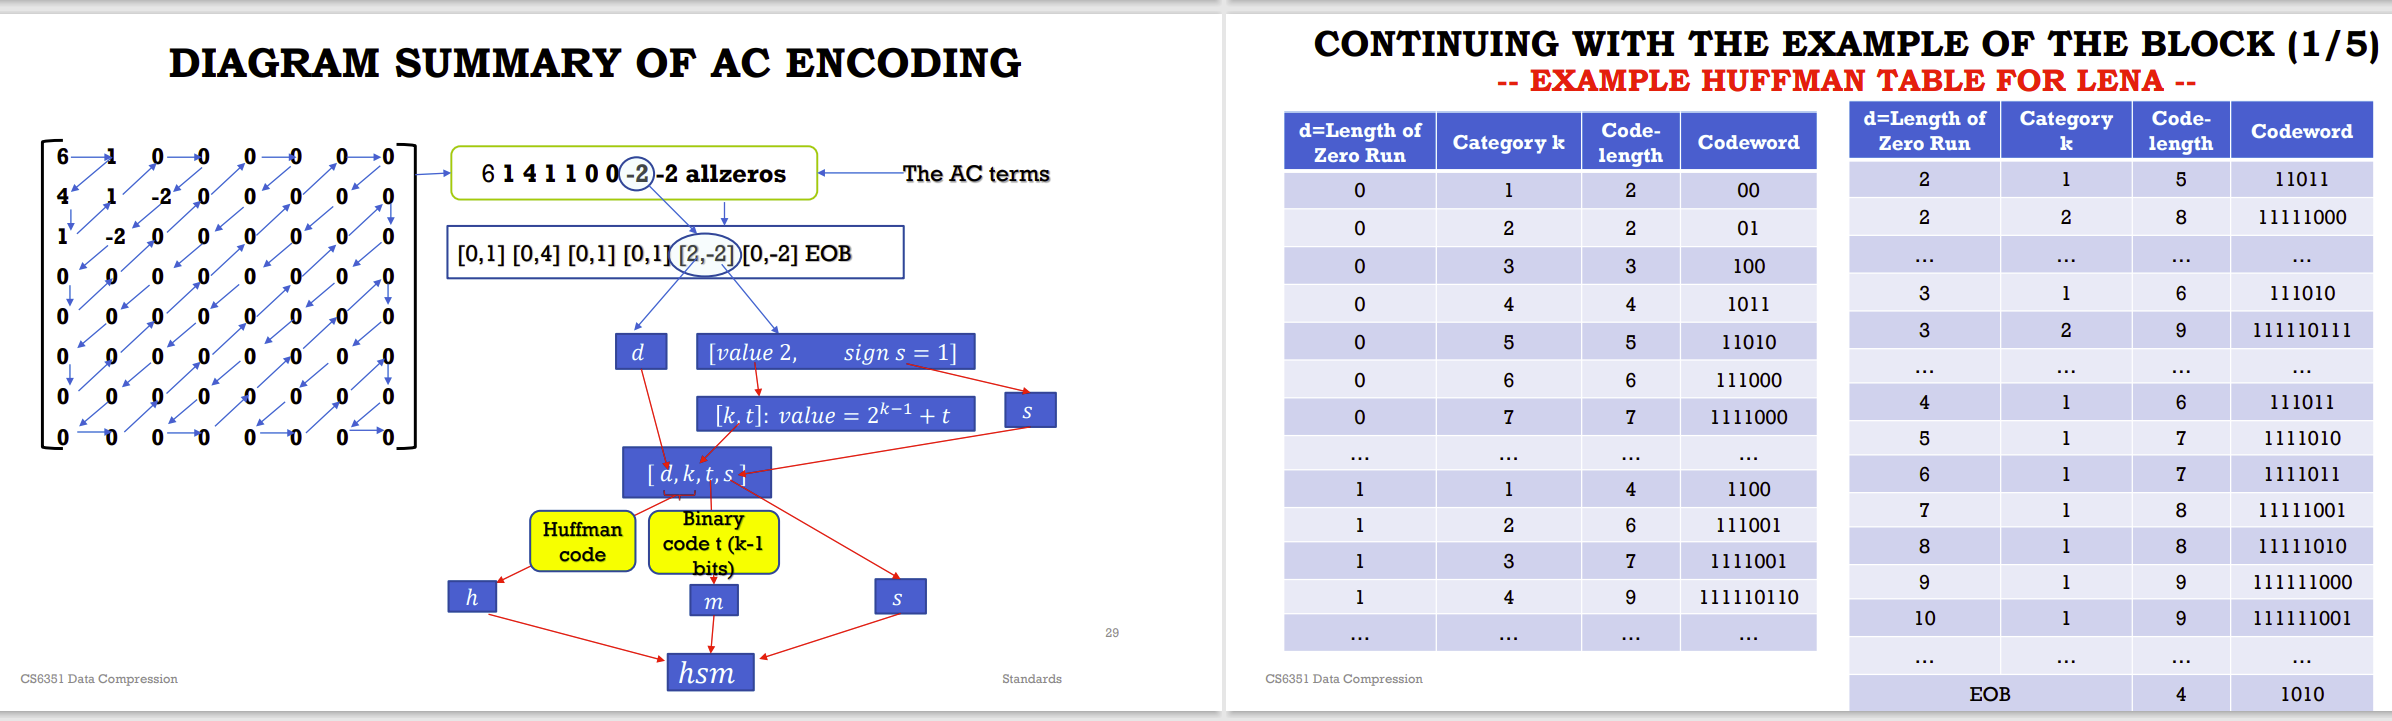 DIAGRAM SUMMARY OF AC ENCODING
6 1 0 0 0 0 0 0
4 1 -2 0 0 0 0 0
1 -2 0 0 0 0 0 0
0 0 0 0 0 0 0 0
0 0 0 0 0 0 0 0
0 0 0 0 0 0 0 0
0 0 0 0 0 0 0 0
0 0 0 0 0 0 0 0
6 1 4 1 1 0 0 -2 -2 allzeros
The AC terms
[0,1] [0,4] [0,1] [0,1] [2,-2] [0,-2] EOB
d
[value 2, sign s = 1]
[k, t]: value = 2^{k−1} + t
s
[ d, k, t, s ]
Huffman
code
Binary
code t (k-1
bits)
h
m
s
hsm
29
CS6351 Data Compression
Standards
CONTINUING WITH THE EXAMPLE OF THE BLOCK (1/5)
-- EXAMPLE HUFFMAN TABLE FOR LENA --
d=Length of Zero Run Category k Code-length Codeword
0 1 2 00
0 2 2 01
0 3 3 100
0 4 4 1011
0 5 5 11010
0 6 6 111000
0 7 7 1111000
... ... ... ...
1 1 4 1100
1 2 6 111001
1 3 7 1111001
1 4 9 111110110
... ... ... ...
d=Length of Zero Run Category k Code-length Codeword
2 1 5 11011
2 2 8 11111000
... ... ... ...
3 1 6 111010
3 2 9 111110111
... ... ... ...
4 1 6 111011
5 1 7 1111010
6 1 7 1111011
7 1 8 11111001
8 1 8 11111010
9 1 9 111111000
10 1 9 111111001
... ... ... ...
EOB 4 1010
CS6351 Data Compression